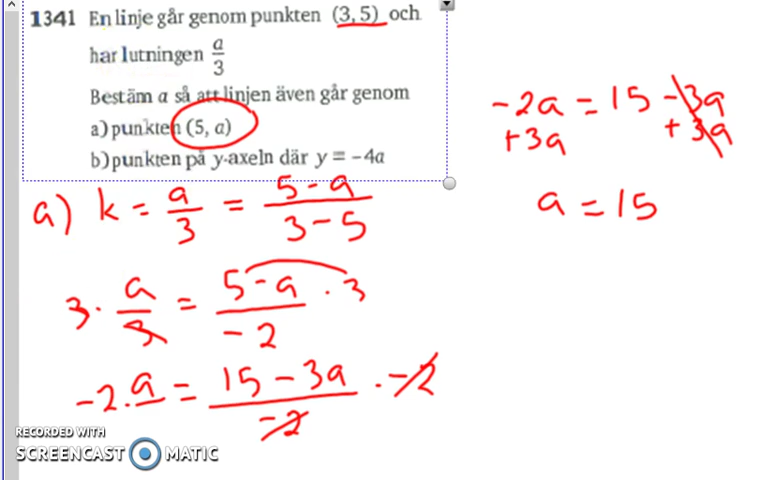 1341 En linje går genom punkten (3, 5) och
har lutningen a/3
Bestäm a så att linjen även går genom
a) punkten (5, a)
b) punkten på y-axeln där y = −4a
a) k = a/3 = (5 − a)/(3 − 5)
3 · a/3 = (5 − a)/(−2) · 3
−2 · a = (15 − 3a)/(−2) · −2
−2a = 15 − 3a
+3a +3a
a = 15
RECORDED WITH
SCREENCAST MATIC